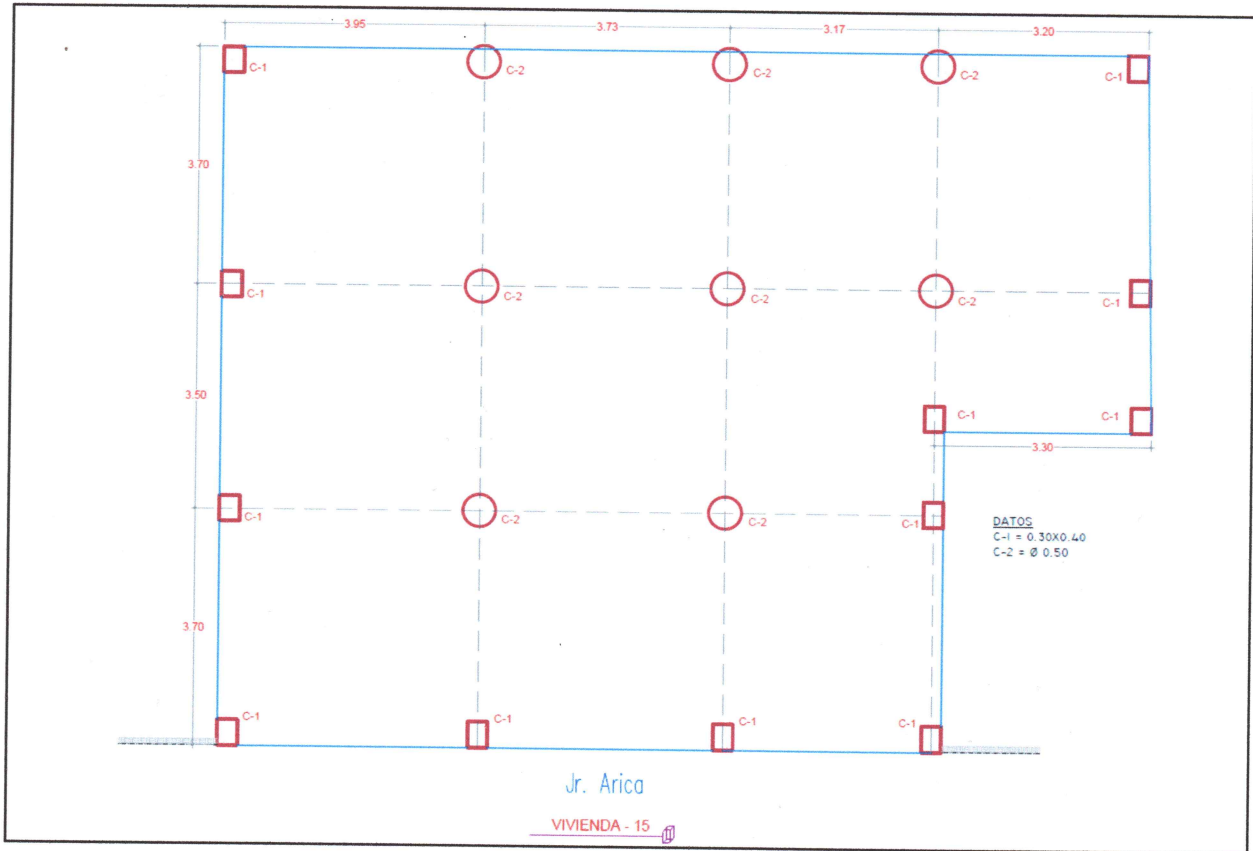 3.95 3.73 3.17 3.20
C-1 C-2 C-2 C-2 C-1
3.70
C-1 C-2 C-2 C-2 C-1
3.50
C-1 C-1
3.30
C-1 C-2 C-2 C-1
DATOS
C-1 = 0.30X0.40
C-2 = Ø 0.50
3.70
C-1 C-1 C-1 C-1
Jr. Arica
VIVIENDA - 15